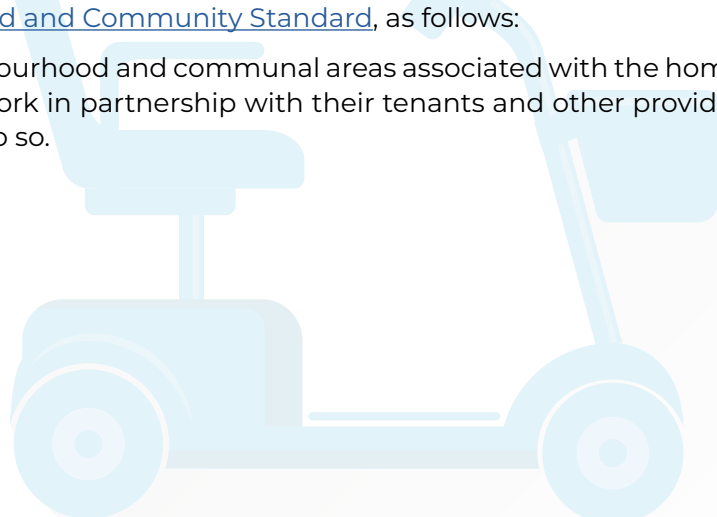 d and Community Standard, as follows:
ourhood and communal areas associated with the hom
ork in partnership with their tenants and other provid
o so.